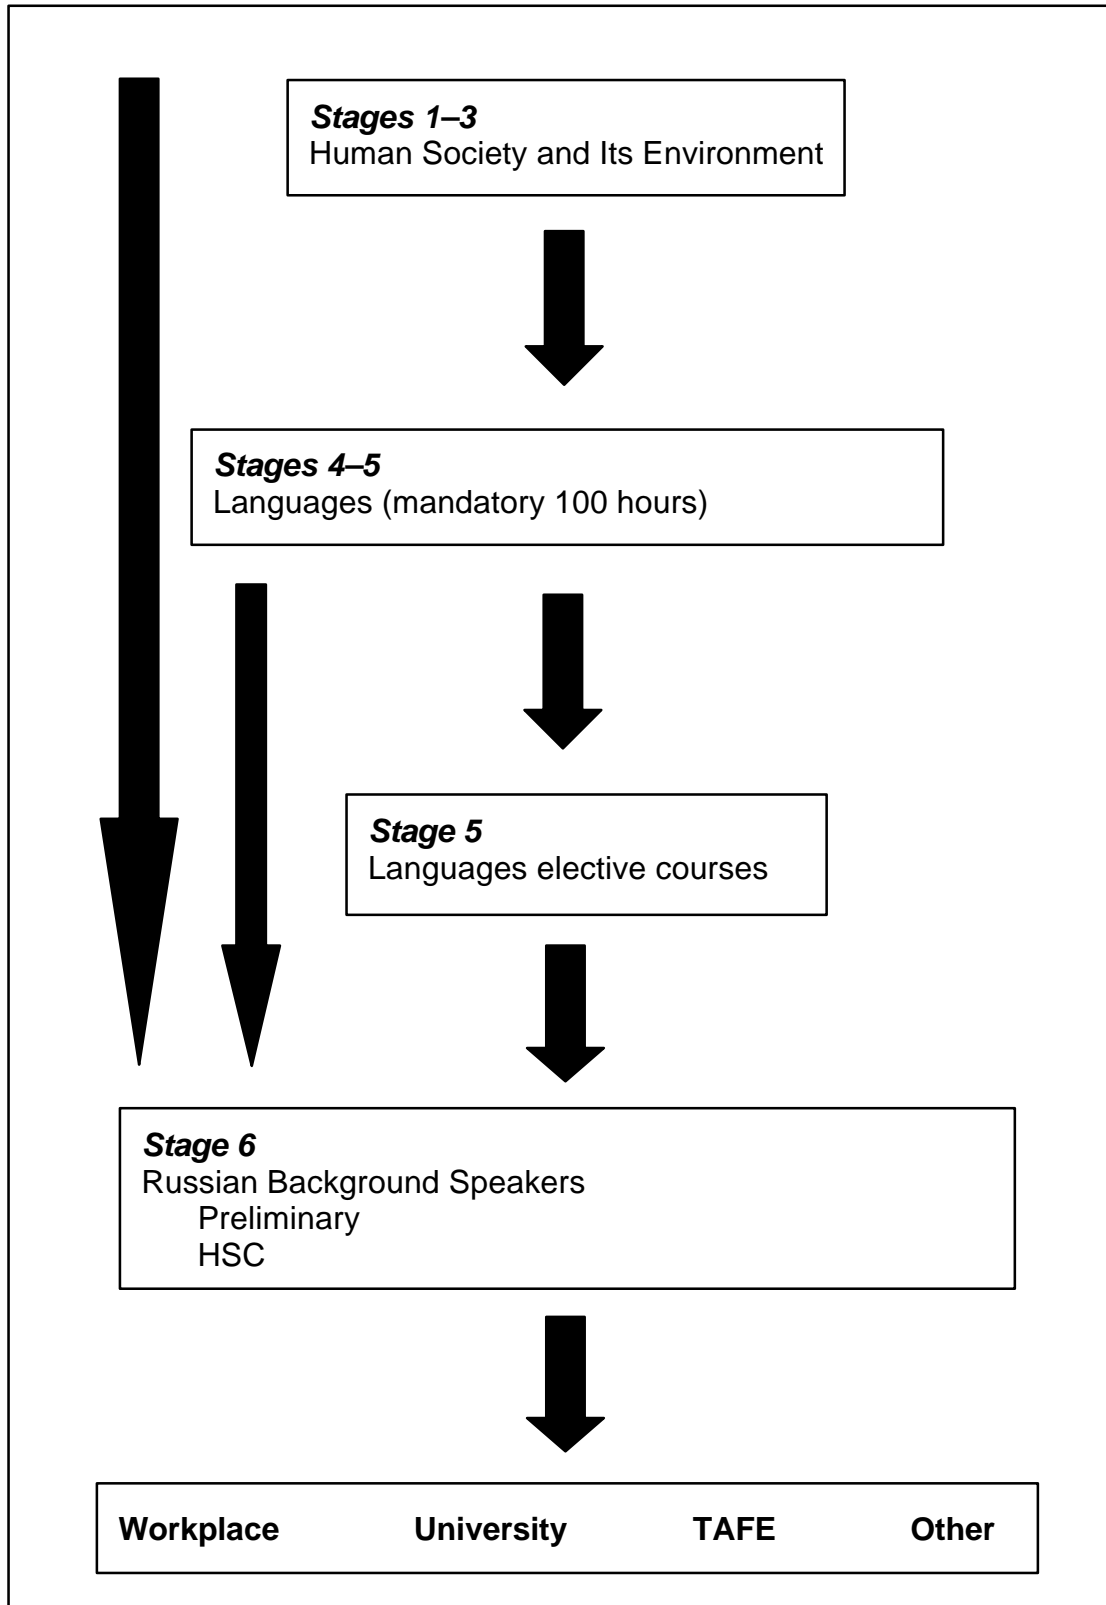 Stages 1–3
Human Society and Its Environment
Stages 4–5
Languages (mandatory 100 hours)
Stage 5
Languages elective courses
Stage 6
Russian Background Speakers
Preliminary
HSC
Workplace University TAFE Other